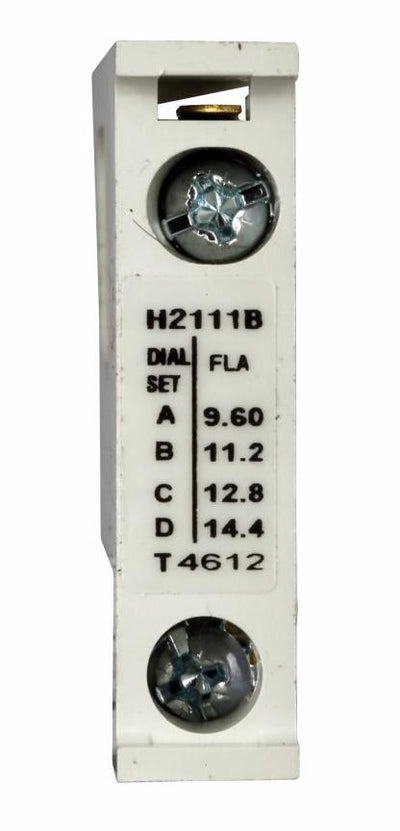 H2111B
DIAL SET FLA
A 9.60
B 11.2
C 12.8
D 14.4
T4612